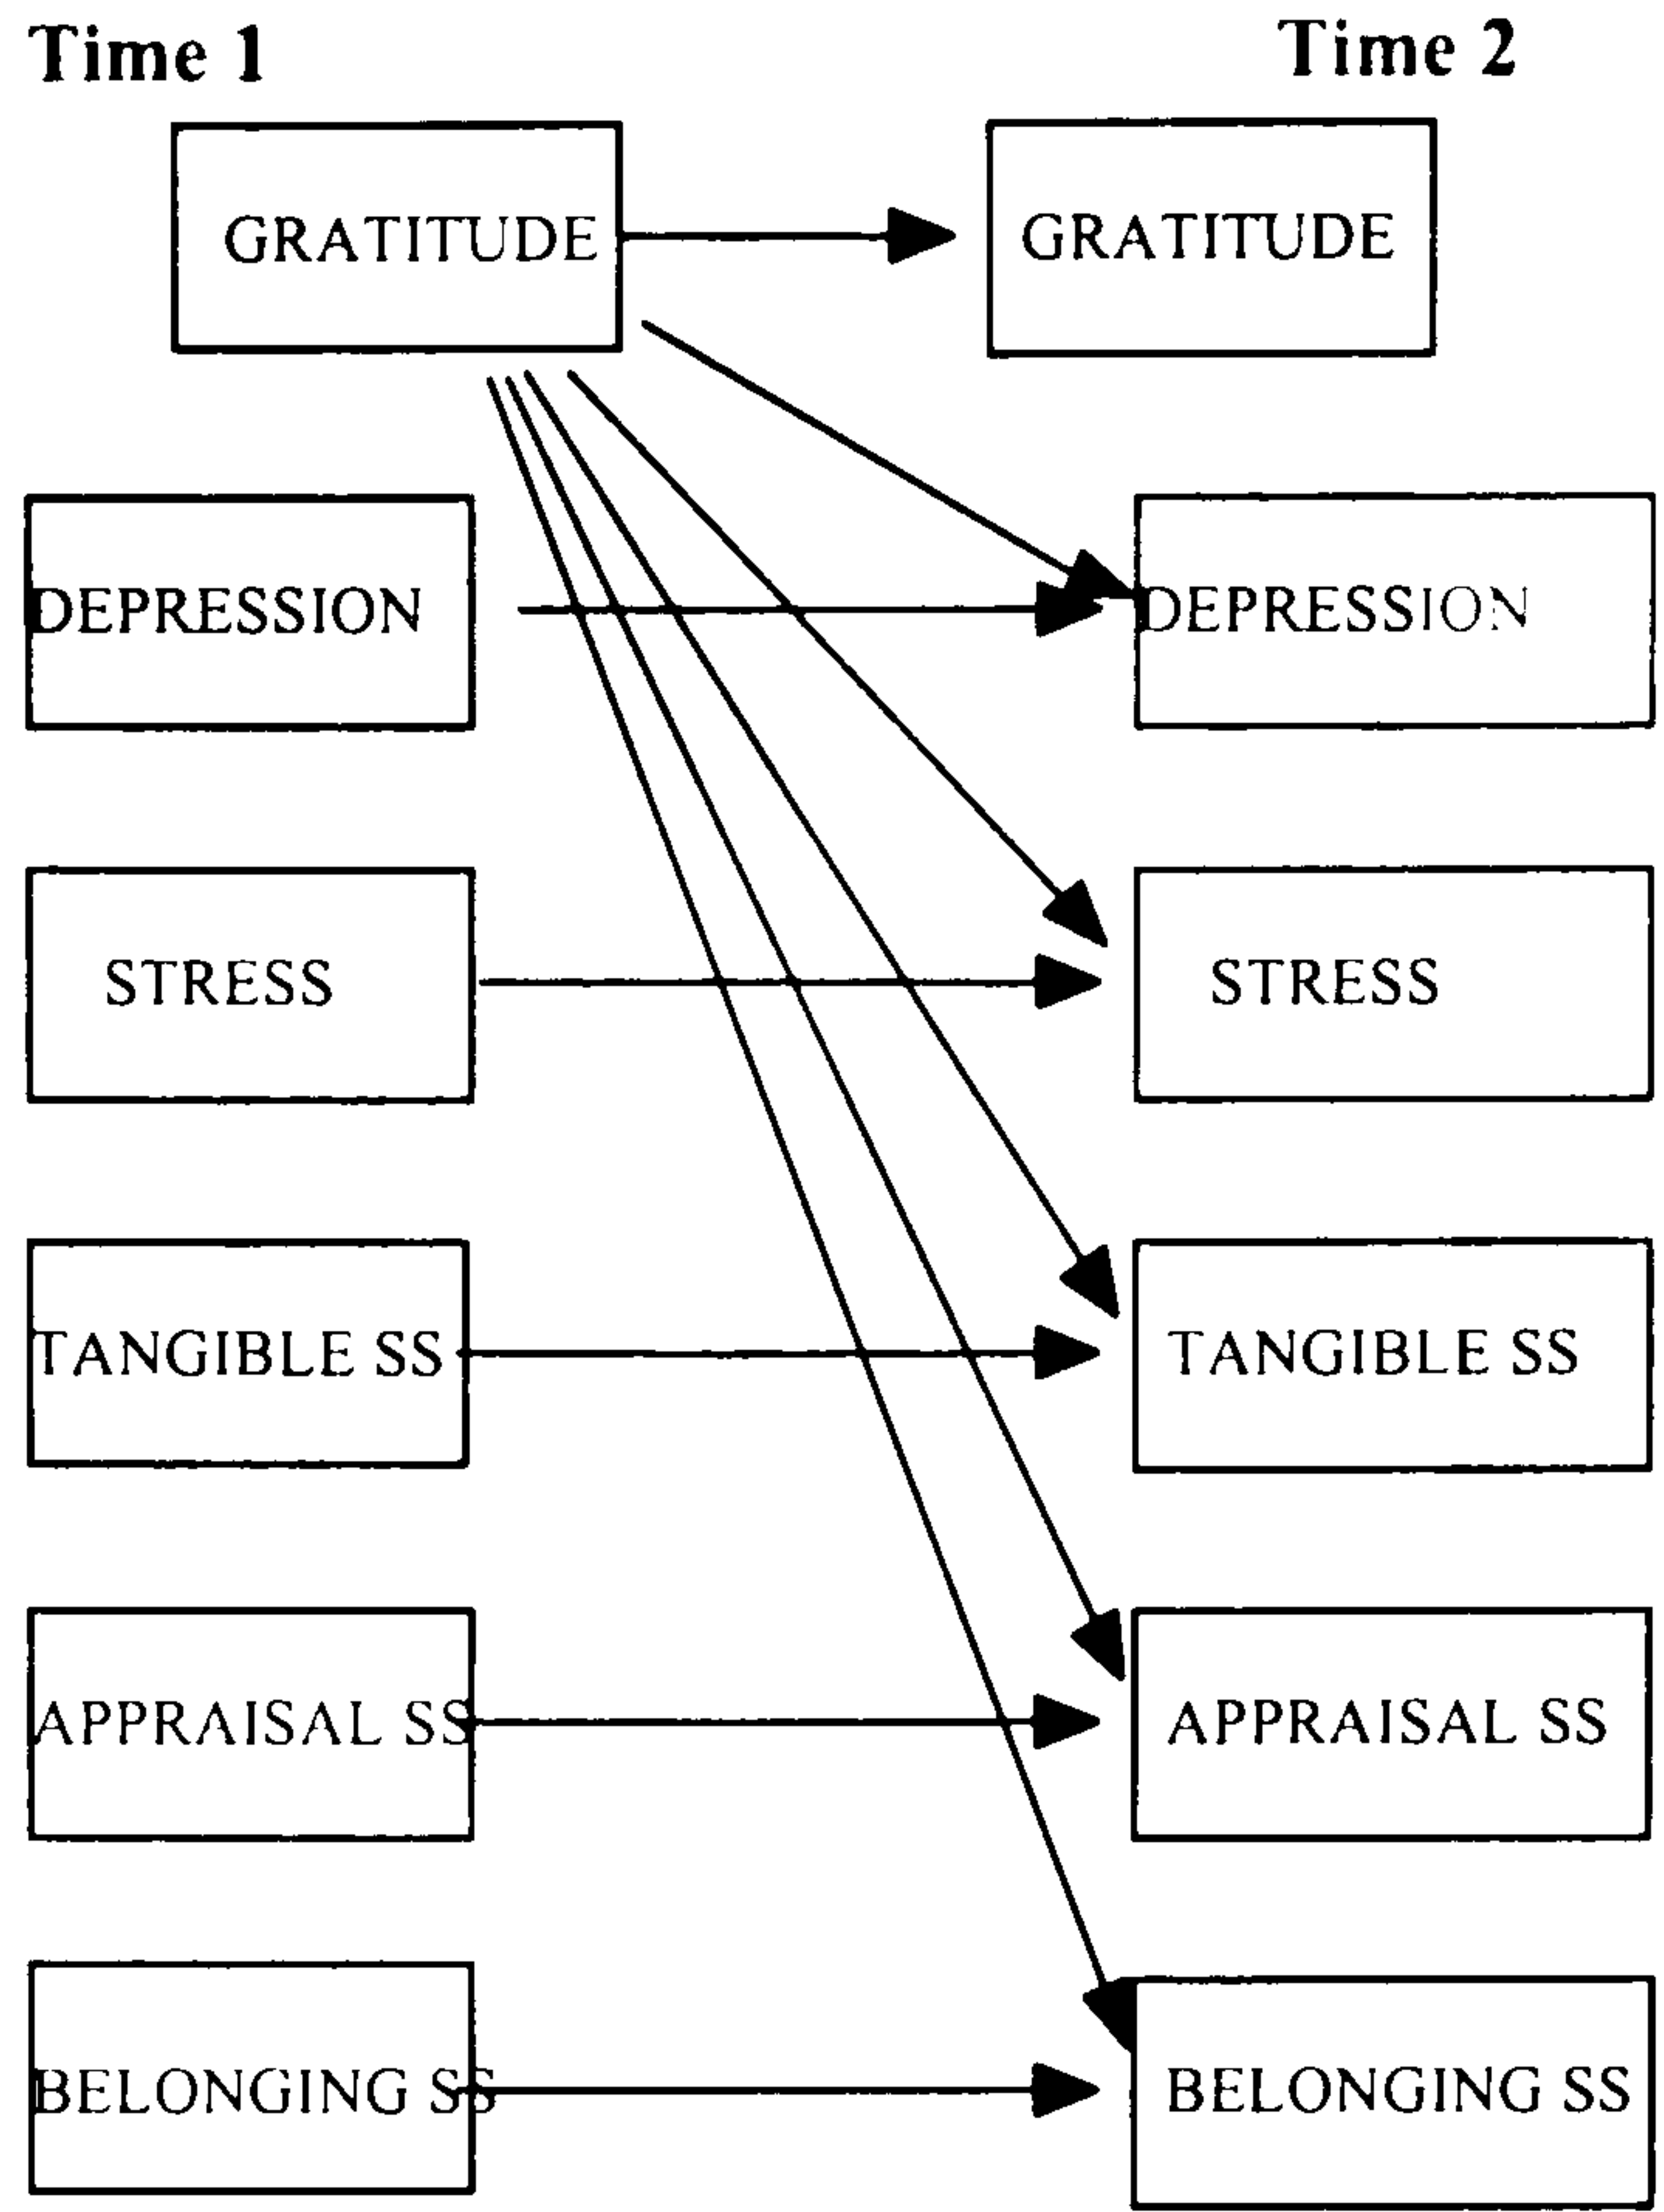 Time 1 Time 2
GRATITUDE GRATITUDE
DEPRESSION DEPRESSION
STRESS STRESS
TANGIBLE SS TANGIBLE SS
APPRAISAL SS APPRAISAL SS
BELONGING SS BELONGING SS